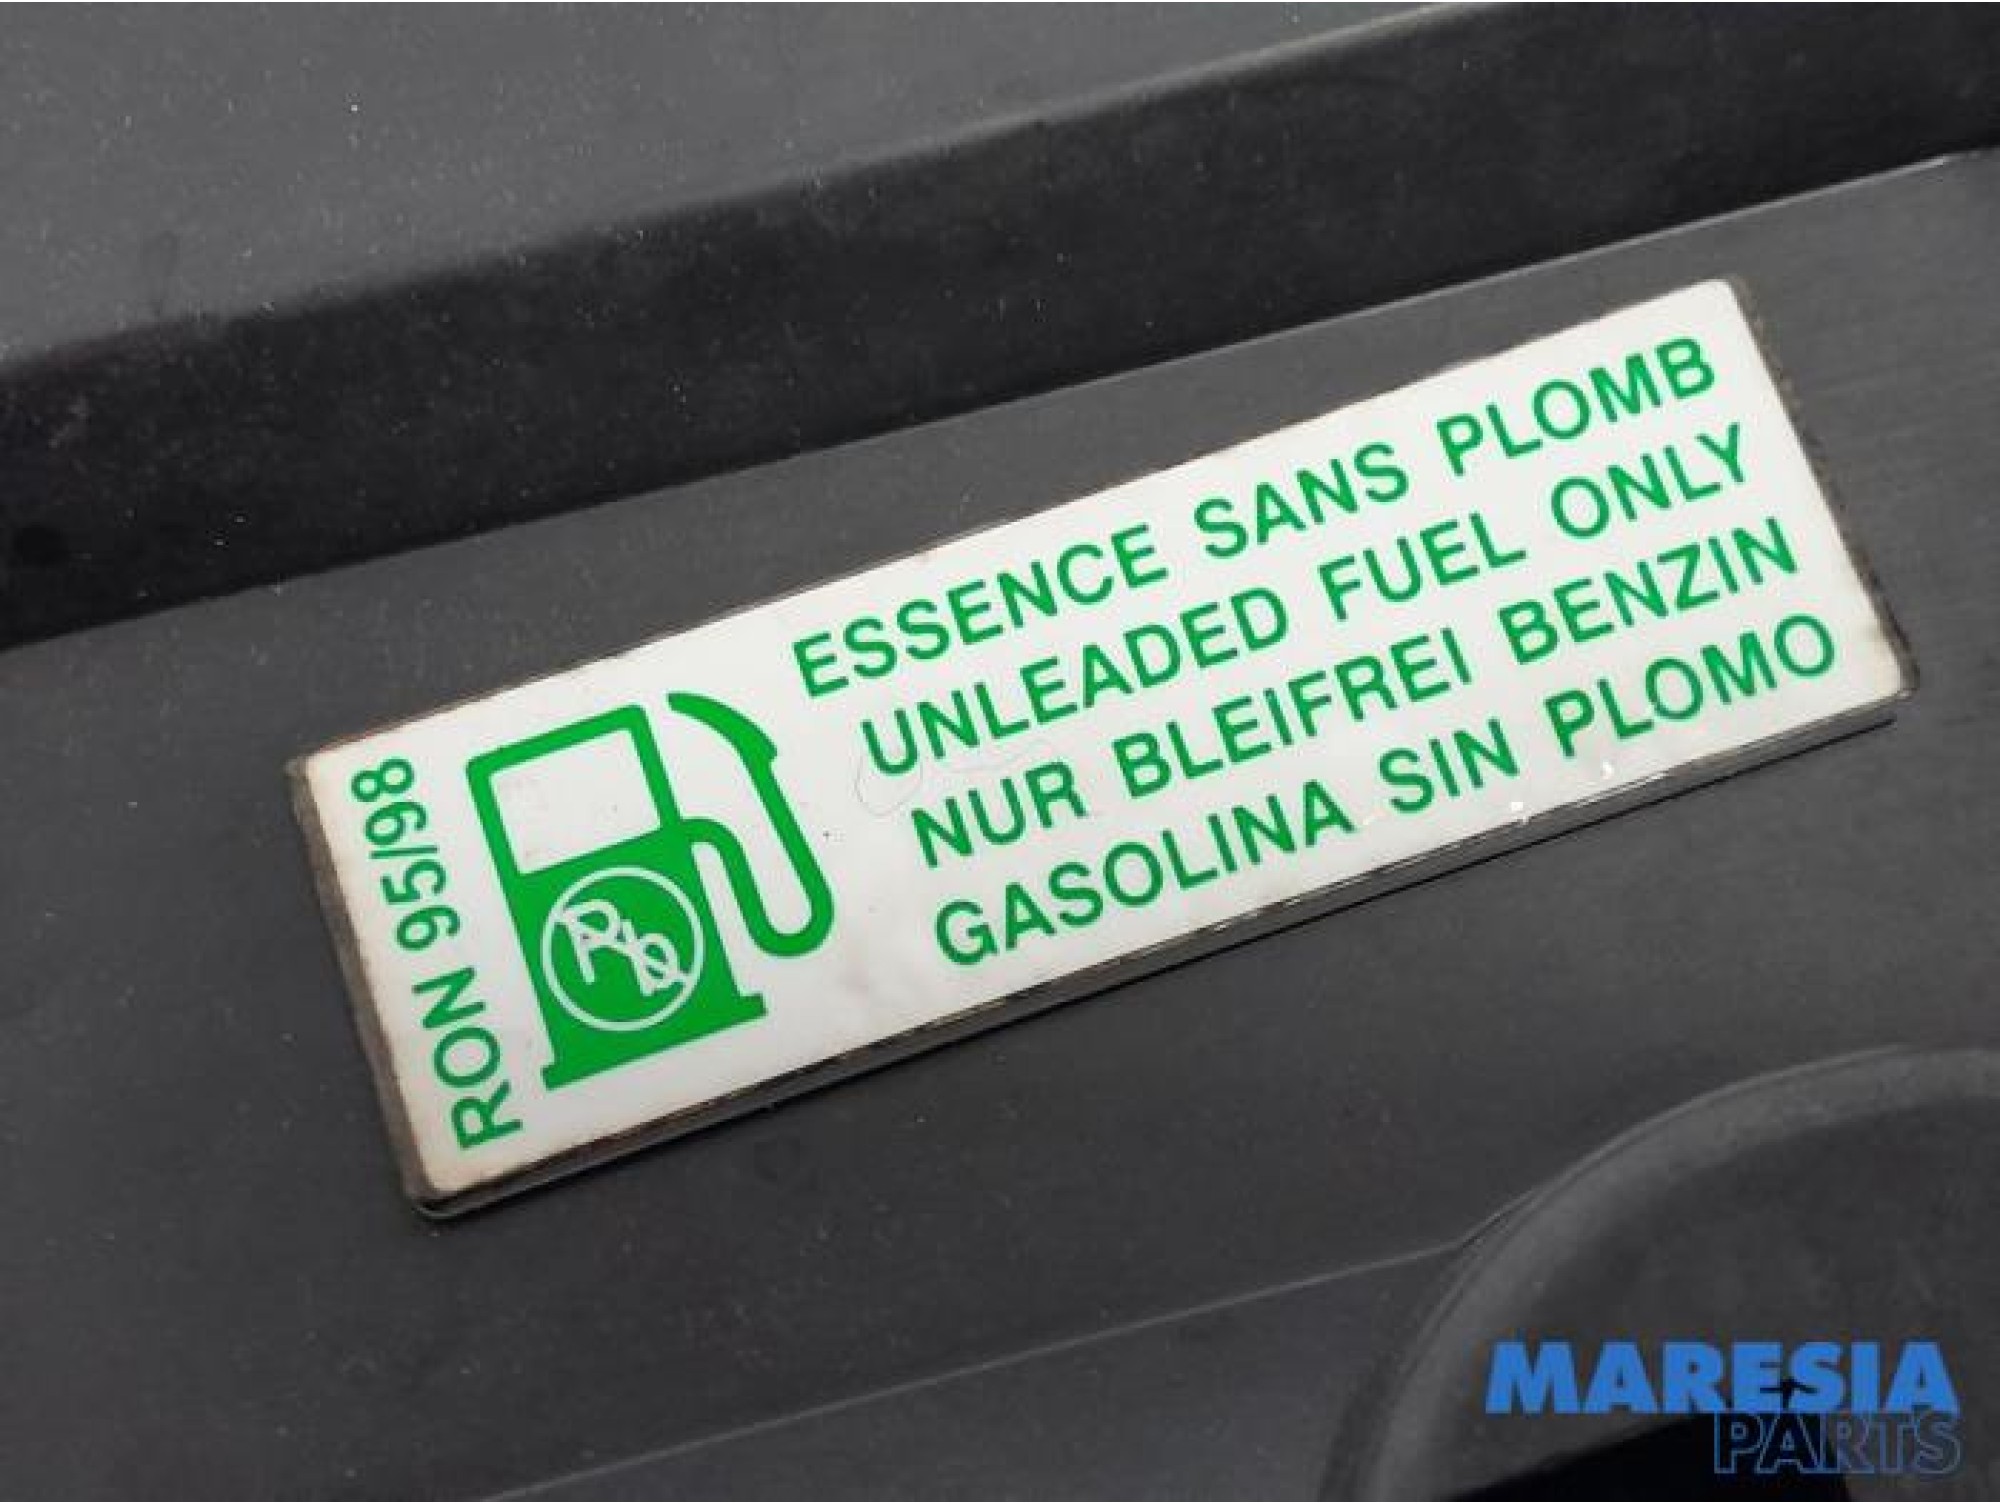 RON 95/98
Pb
ESSENCE SANS PLOMB
UNLEADED FUEL ONLY
NUR BLEIFREI BENZIN
GASOLINA SIN PLOMO
MARESIA
PARTS